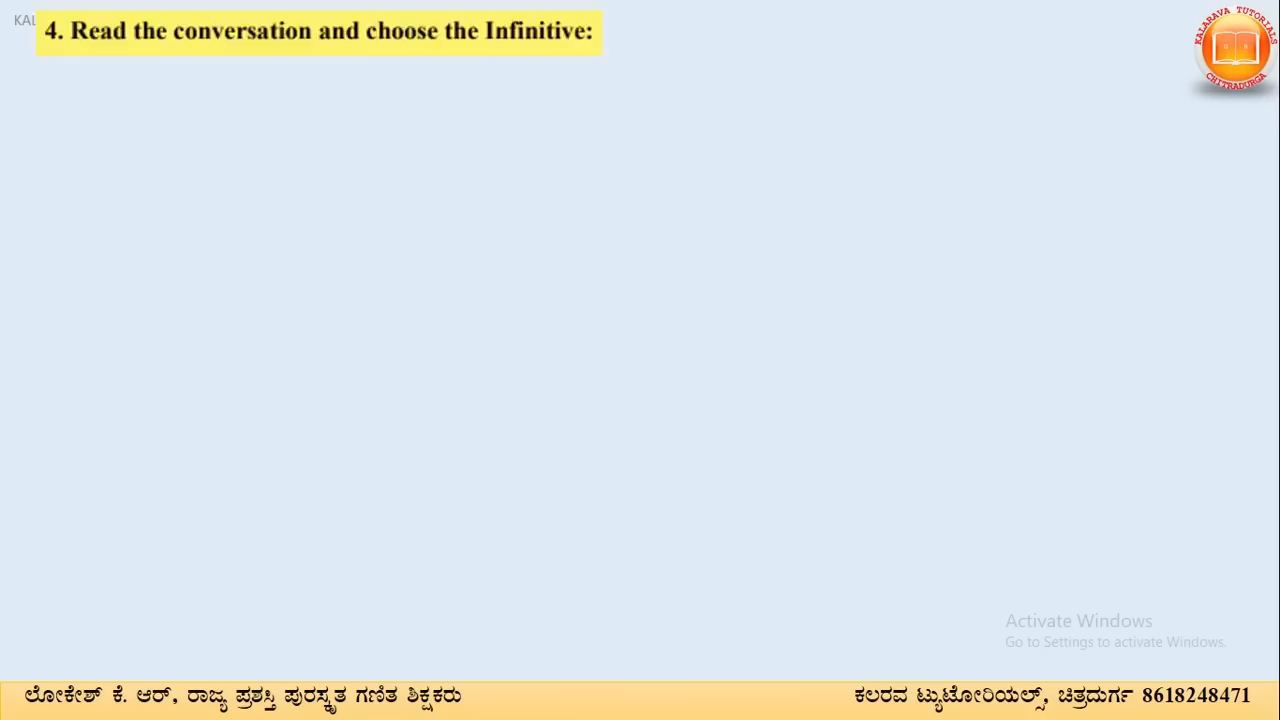 KAL
4. Read the conversation and choose the Infinitive:
KALARAVA TUTORIALS
CHITRADURGA
Activate Windows
Go to Settings to activate Windows.
ಲೋಕೇಶ್ ಕೆ. ಆರ್, ರಾಜ್ಯ ಪ್ರಶಸ್ತಿ ಪುರಸ್ಕೃತ ಗಣಿತ ಶಿಕ್ಷಕರು
ಕಲರವ ಟ್ಯುಟೋರಿಯಲ್ಸ್, ಚಿತ್ರದುರ್ಗ 8618248471